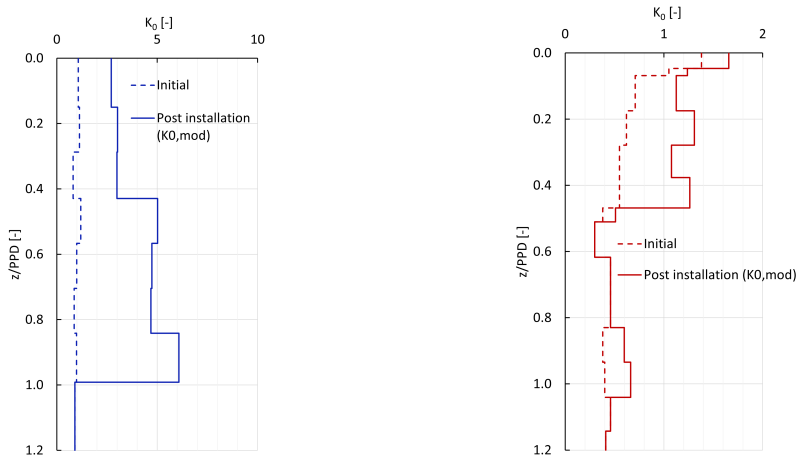 K0 [-]
0 5 10
0.0
0.2
0.4
0.6
0.8
1.0
1.2
z/PPD [-]
Initial
Post installation
(K0,mod)
K0 [-]
0 1 2
0.0
0.2
0.4
0.6
0.8
1.0
1.2
z/PPD [-]
Initial
Post installation (K0,mod)